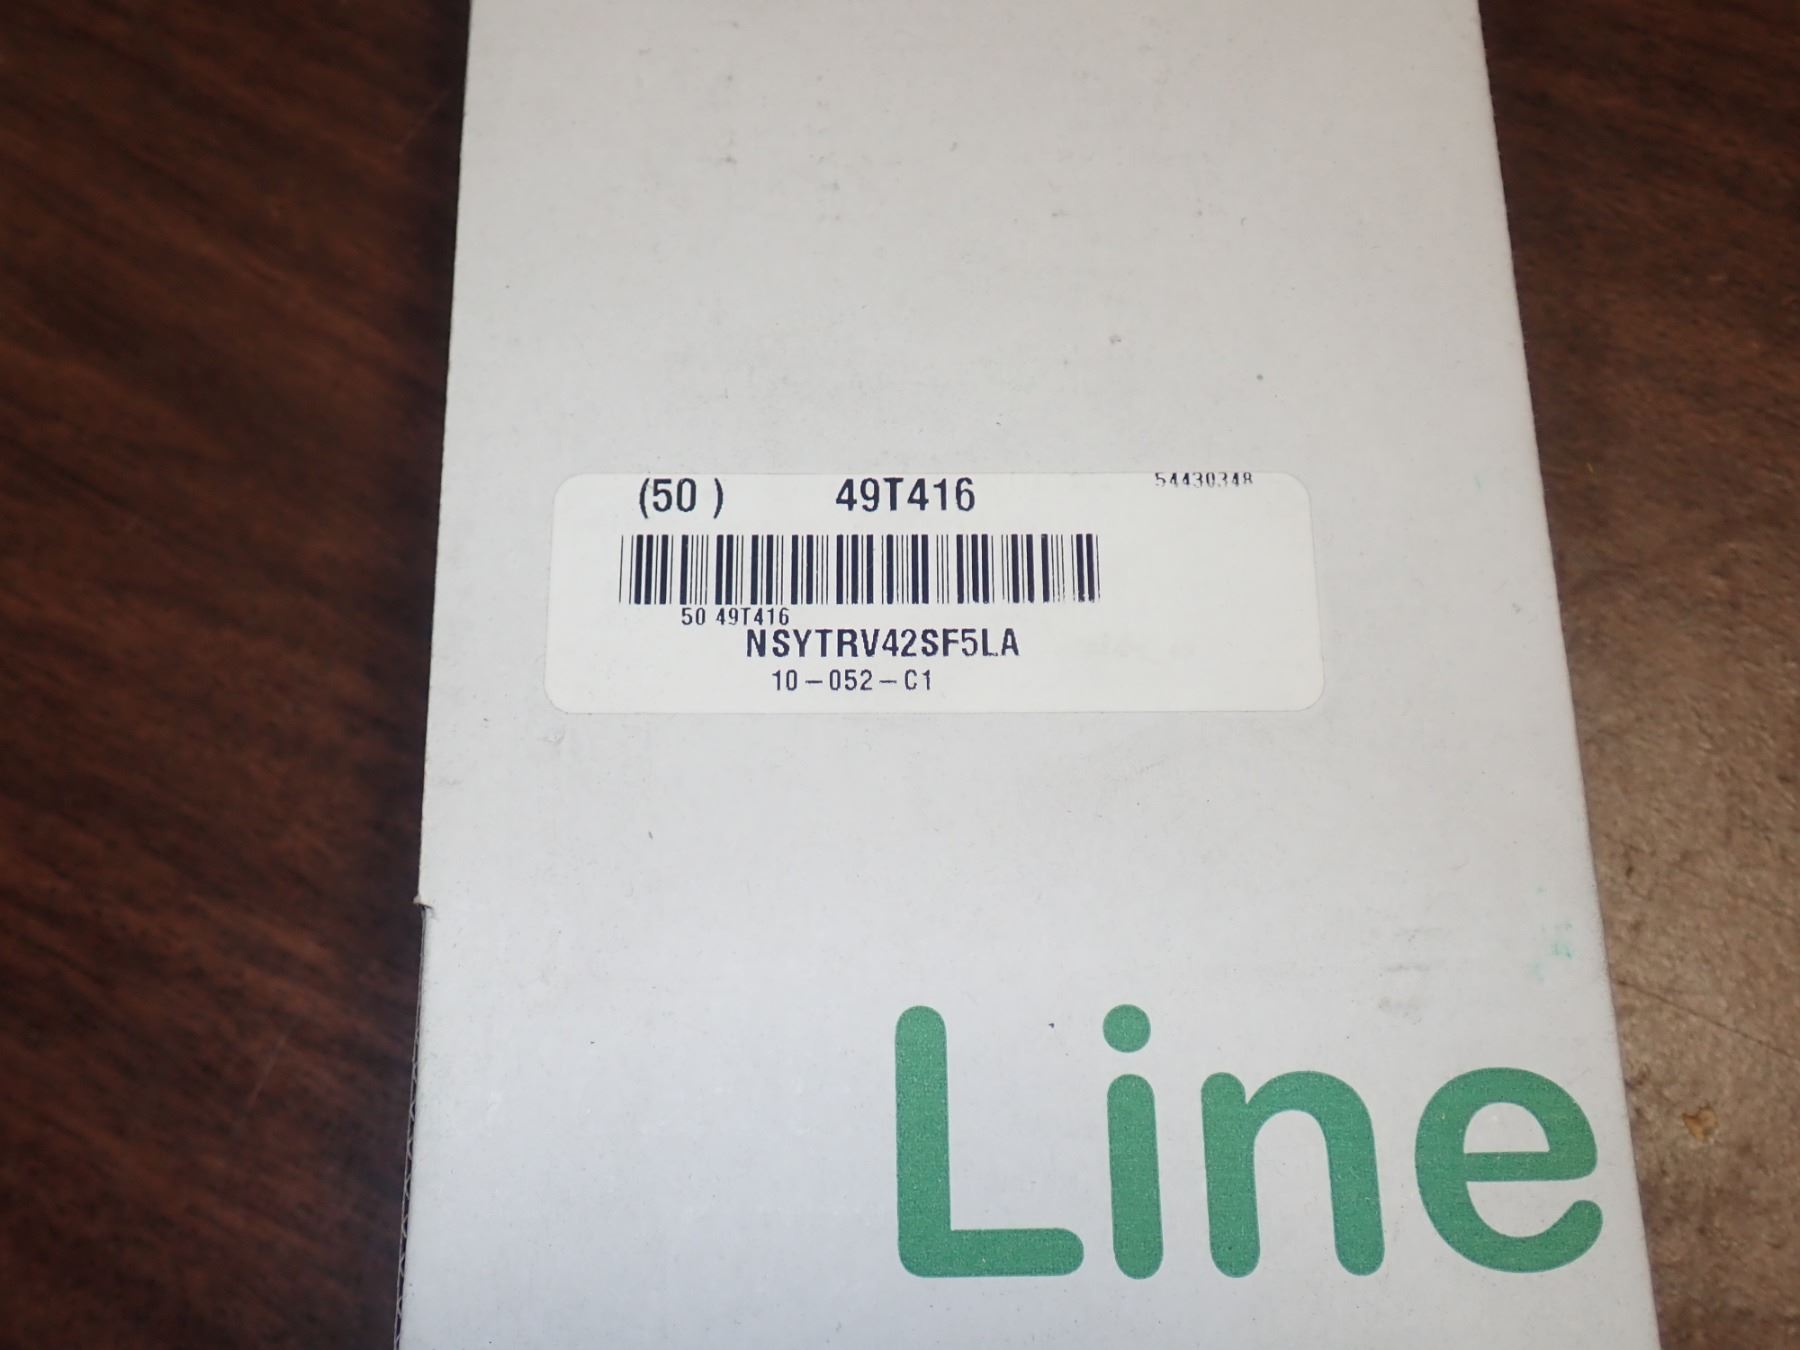 (50 ) 49T416 54430348
50 49T416
NSYTRV42SF5LA
10-052-C1
Line